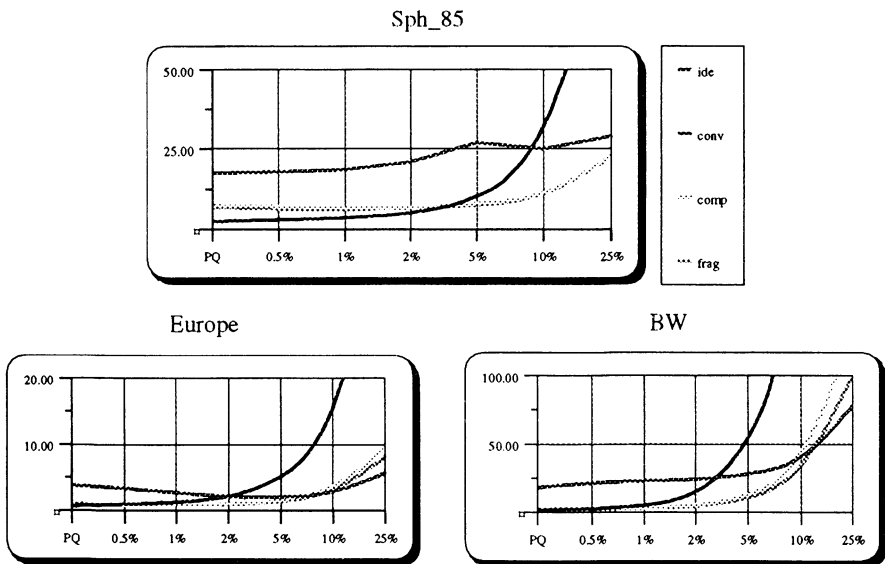 Sph_85
50.00
25.00
PQ 0.5% 1% 2% 5% 10% 25%
ide
conv
comp
frag
Europe
20.00
10.00
PQ 0.5% 1% 2% 5% 10% 25%
BW
100.00
50.00
PQ 0.5% 1% 2% 5% 10% 25%